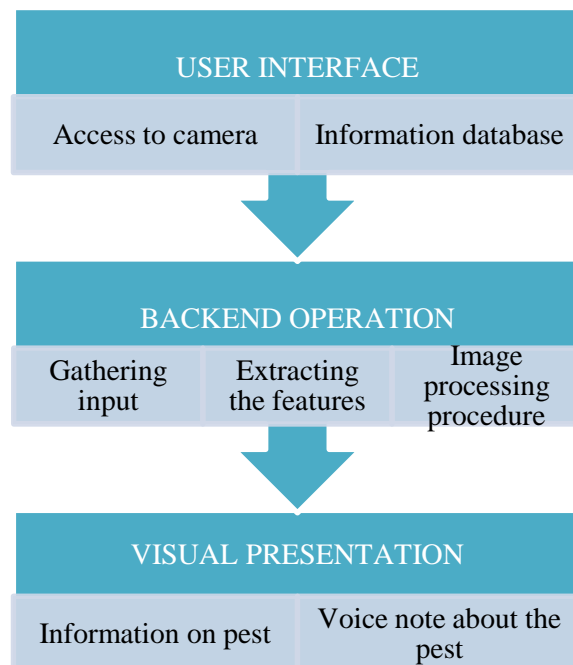 USER INTERFACE
Access to camera
Information database
BACKEND OPERATION
Gathering
input
Extracting
the features
Image
processing
procedure
VISUAL PRESENTATION
Information on pest
Voice note about the
pest